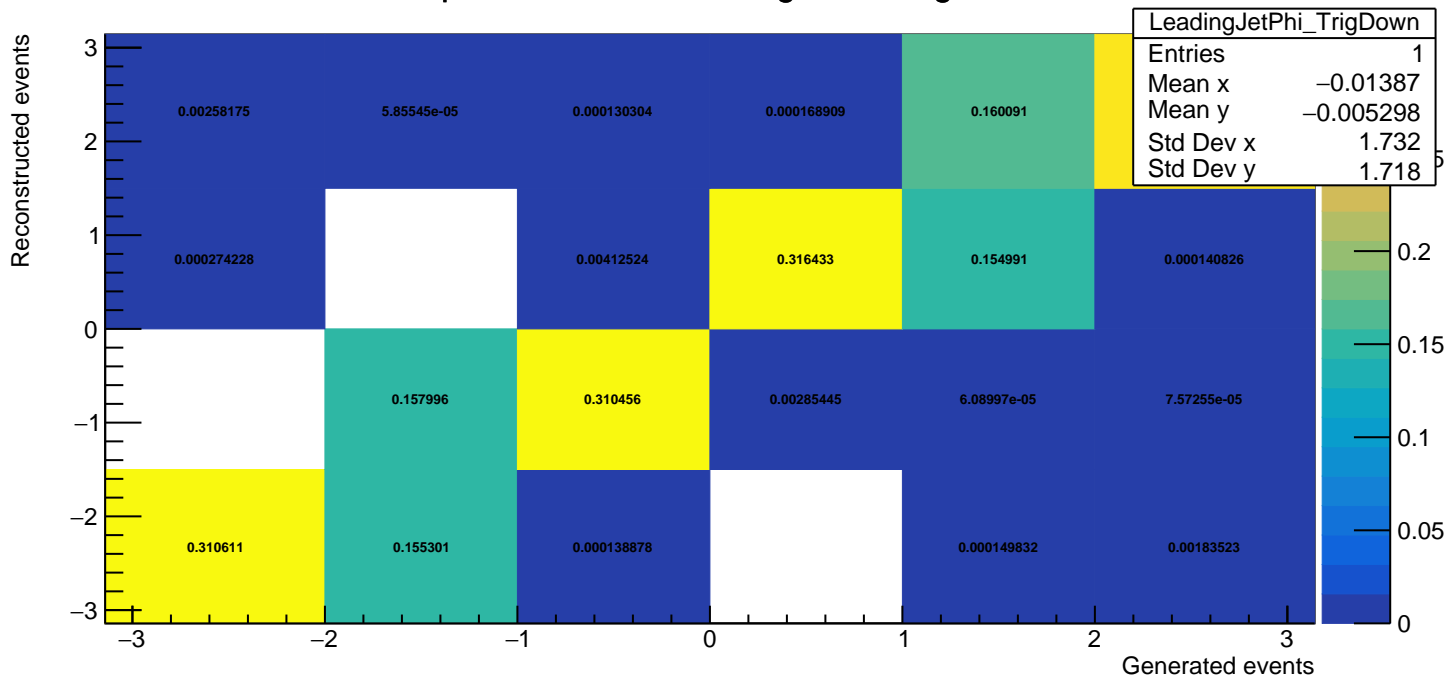 LeadingJetPhi_TrigDown
Entries 1
Mean x −0.01387
Mean y −0.005298
Std Dev x 1.732
Std Dev y 1.718
Reconstructed events
3
2
1
0
−1
−2
−3
0.00258175 5.85545e-05 0.000130304 0.000168909 0.160091
0.000274228 0.00412524 0.316433 0.154991 0.000140826
0.157996 0.310456 0.00285445 6.08997e-05 7.57255e-05
0.310611 0.155301 0.000138878 0.000149832 0.00183523
0.2
0.15
0.1
0.05
0
−3 −2 −1 0 1 2 3
Generated events